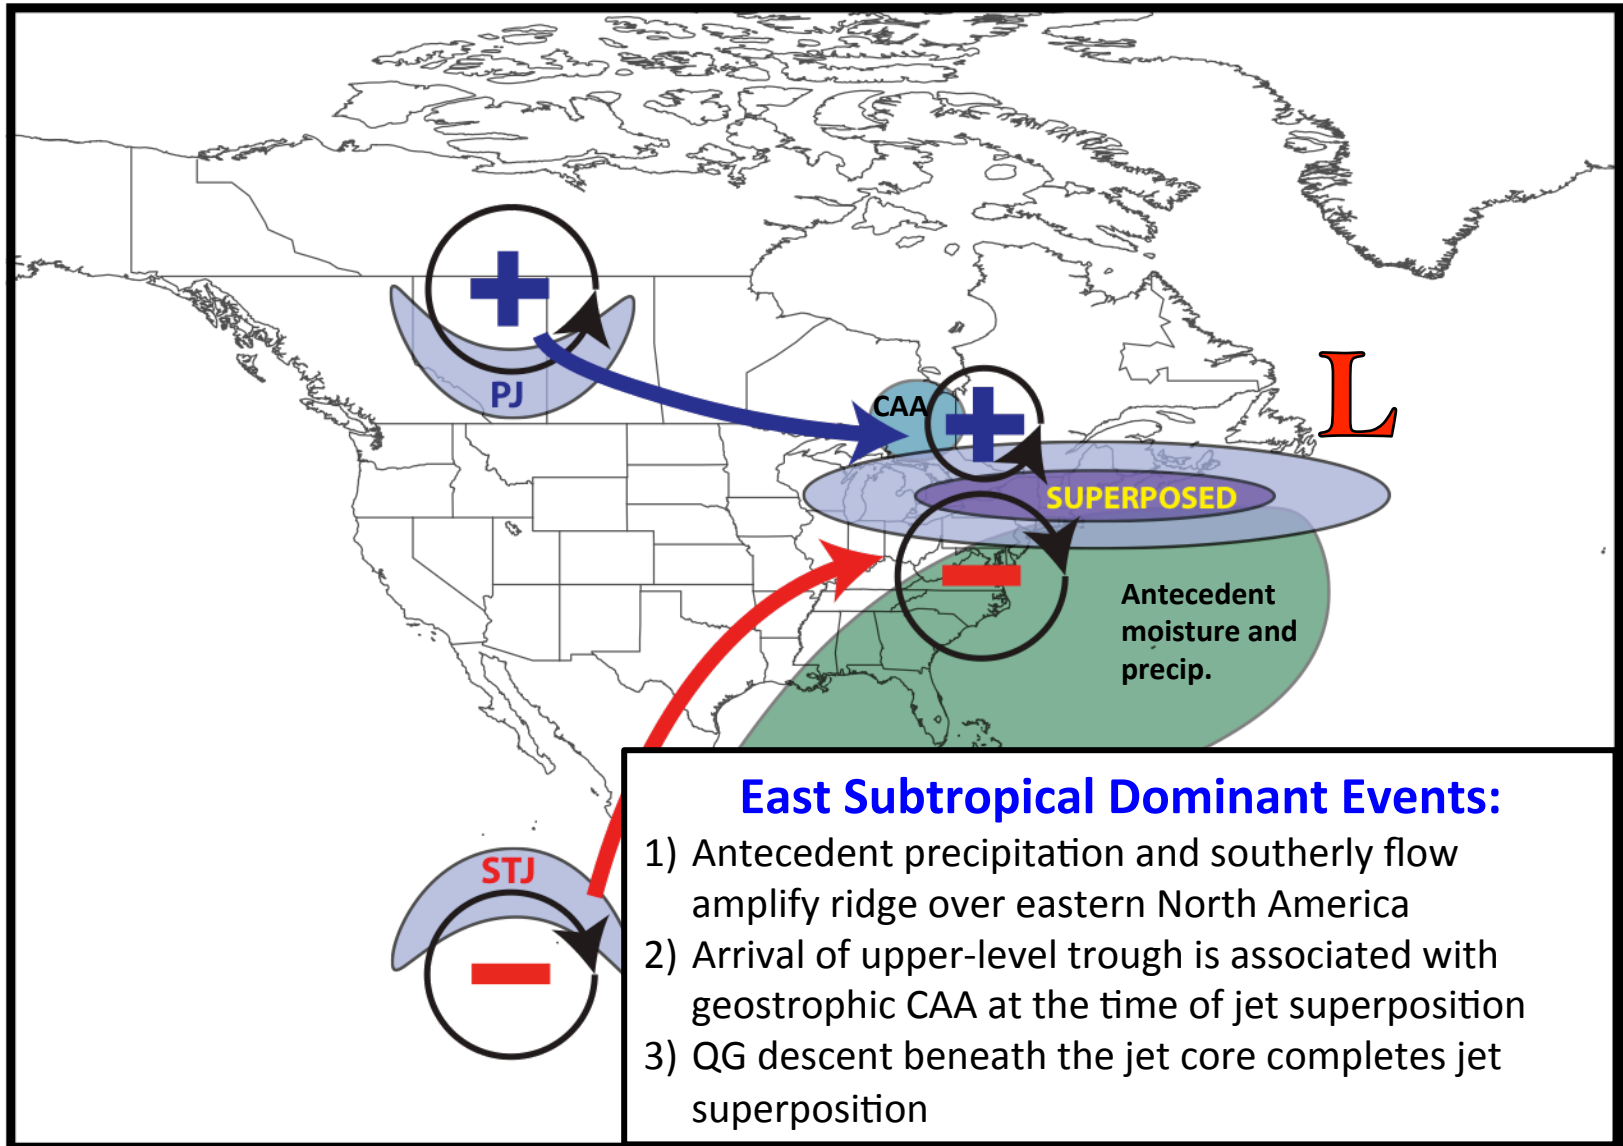 PJ
CAA
L
SUPERPOSED
Antecedent
moisture and
precip.
STJ
East Subtropical Dominant Events:
1) Antecedent precipitation and southerly flow
amplify ridge over eastern North America
2) Arrival of upper-level trough is associated with
geostrophic CAA at the time of jet superposition
3) QG descent beneath the jet core completes jet
superposition